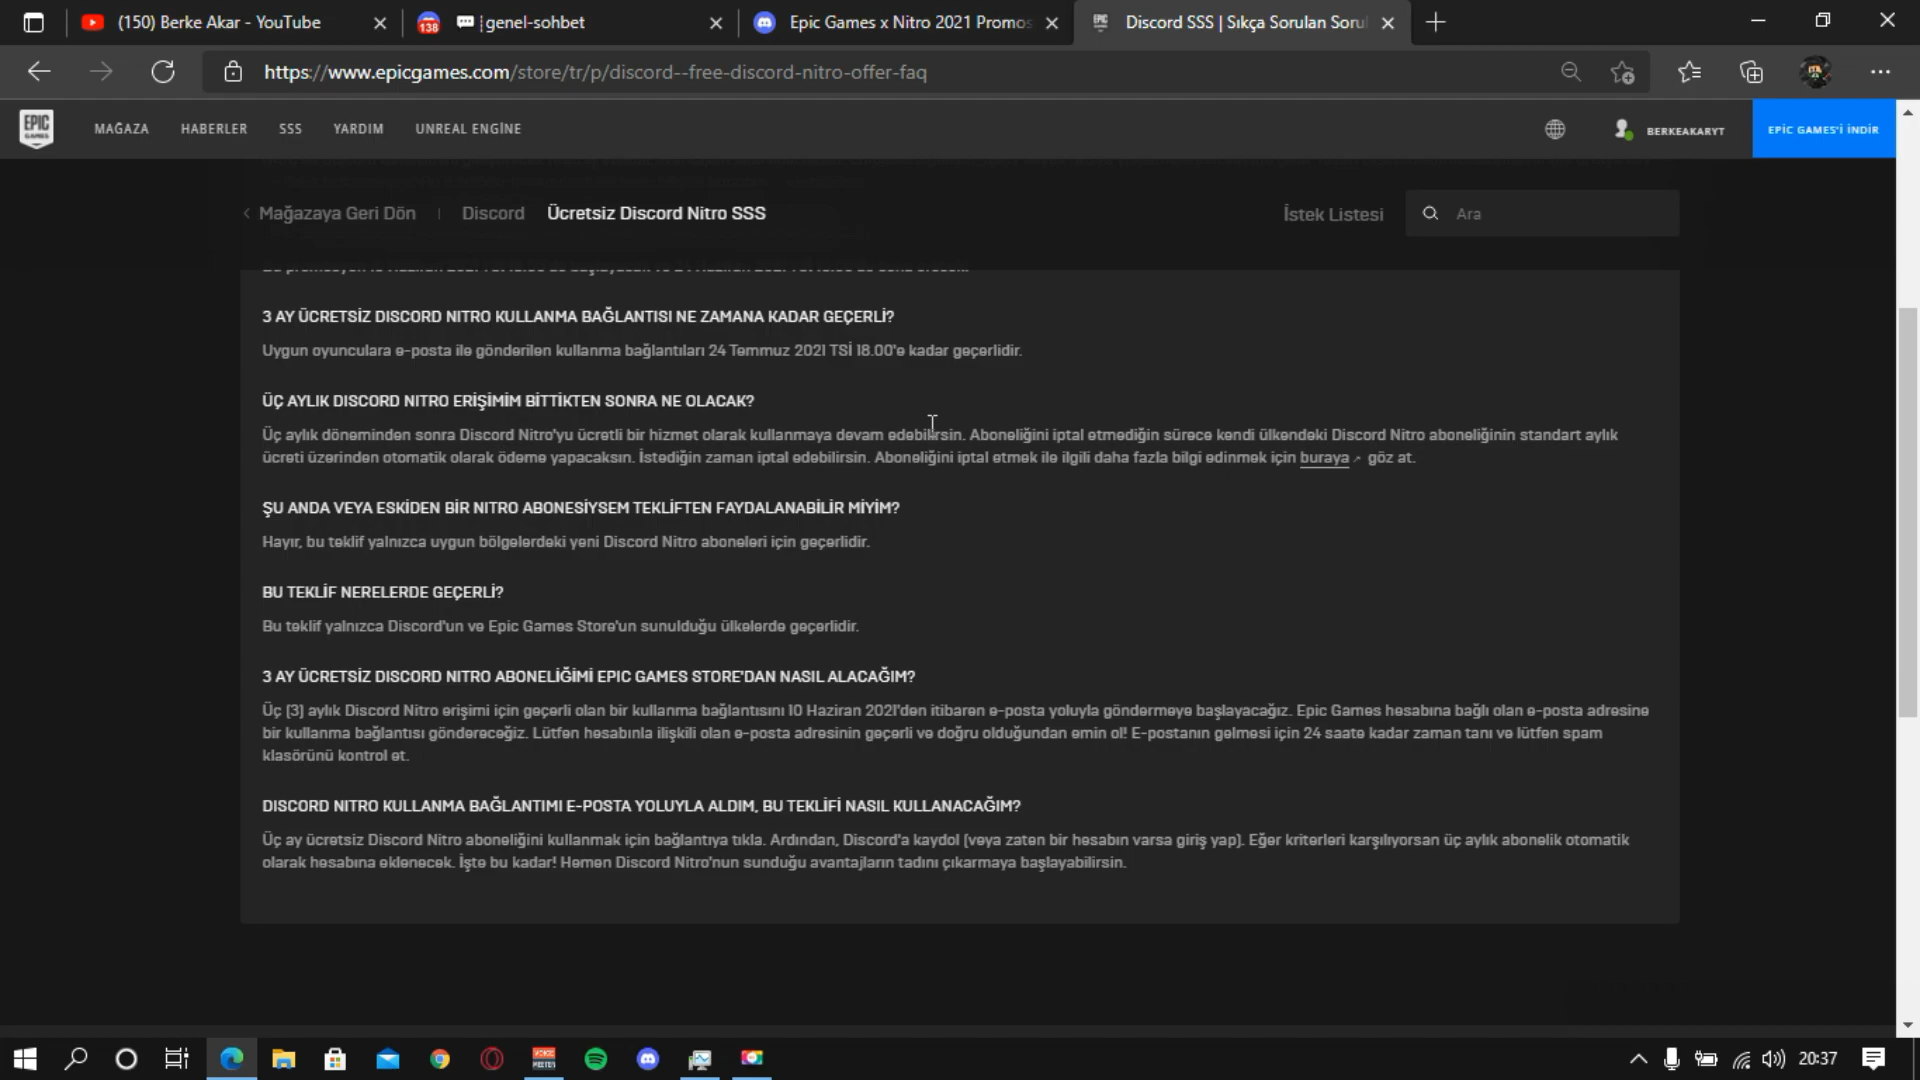 (150) Berke Akar - YouTube
138
genel-sohbet
Epic Games x Nitro 2021 Promos
Discord SSS | Sıkça Sorulan Soru
https://www.epicgames.com/store/tr/p/discord--free-discord-nitro-offer-faq
EPIC GAMES
MAĞAZA
HABERLER
SSS
YARDIM
UNREAL ENGİNE
BERKEAKARYT
EPİC GAMES'İ İNDİR
Mağazaya Geri Dön
Discord
Ücretsiz Discord Nitro SSS
İstek Listesi
Ara
3 AY ÜCRETSİZ DISCORD NITRO KULLANMA BAĞLANTISI NE ZAMANA KADAR GEÇERLİ?
Uygun oyunculara e-posta ile gönderilen kullanma bağlantıları 24 Temmuz 2021 TSİ 18.00'e kadar geçerlidir.
ÜÇ AYLIK DISCORD NITRO ERİŞİMİM BİTTİKTEN SONRA NE OLACAK?
Üç aylık döneminden sonra Discord Nitro'yu ücretli bir hizmet olarak kullanmaya devam edebilirsin. Aboneliğini iptal etmediğin sürece kendi ülkendeki Discord Nitro aboneliğinin standart aylık
ücreti üzerinden otomatik olarak ödeme yapacaksın. İstediğin zaman iptal edebilirsin. Aboneliğini iptal etmek ile ilgili daha fazla bilgi edinmek için buraya göz at.
ŞU ANDA VEYA ESKİDEN BİR NITRO ABONESİYSEM TEKLİFTEN FAYDALANABİLİR MİYİM?
Hayır, bu teklif yalnızca uygun bölgelerdeki yeni Discord Nitro aboneleri için geçerlidir.
BU TEKLİF NERELERDE GEÇERLİ?
Bu teklif yalnızca Discord'un ve Epic Games Store'un sunulduğu ülkelerde geçerlidir.
3 AY ÜCRETSİZ DISCORD NITRO ABONELİĞİMİ EPIC GAMES STORE'DAN NASIL ALACAĞIM?
Üç (3) aylık Discord Nitro erişimi için geçerli olan bir kullanma bağlantısını 10 Haziran 2021'den itibaren e-posta yoluyla göndermeye başlayacağız. Epic Games hesabına bağlı olan e-posta adresine
bir kullanma bağlantısı göndereceğiz. Lütfen hesabınla ilişkili olan e-posta adresinin geçerli ve doğru olduğundan emin ol! E-postanın gelmesi için 24 saate kadar zaman tanı ve lütfen spam
klasörünü kontrol et.
DISCORD NITRO KULLANMA BAĞLANTIMI E-POSTA YOLUYLA ALDIM, BU TEKLİFİ NASIL KULLANACAĞIM?
Üç ay ücretsiz Discord Nitro aboneliğini kullanmak için bağlantıya tıkla. Ardından, Discord'a kaydol (veya zaten bir hesabın varsa giriş yap). Eğer kriterleri karşılıyorsan üç aylık abonelik otomatik
olarak hesabına eklenecek. İşte bu kadar! Hemen Discord Nitro'nun sunduğu avantajların tadını çıkarmaya başlayabilirsin.
20:37